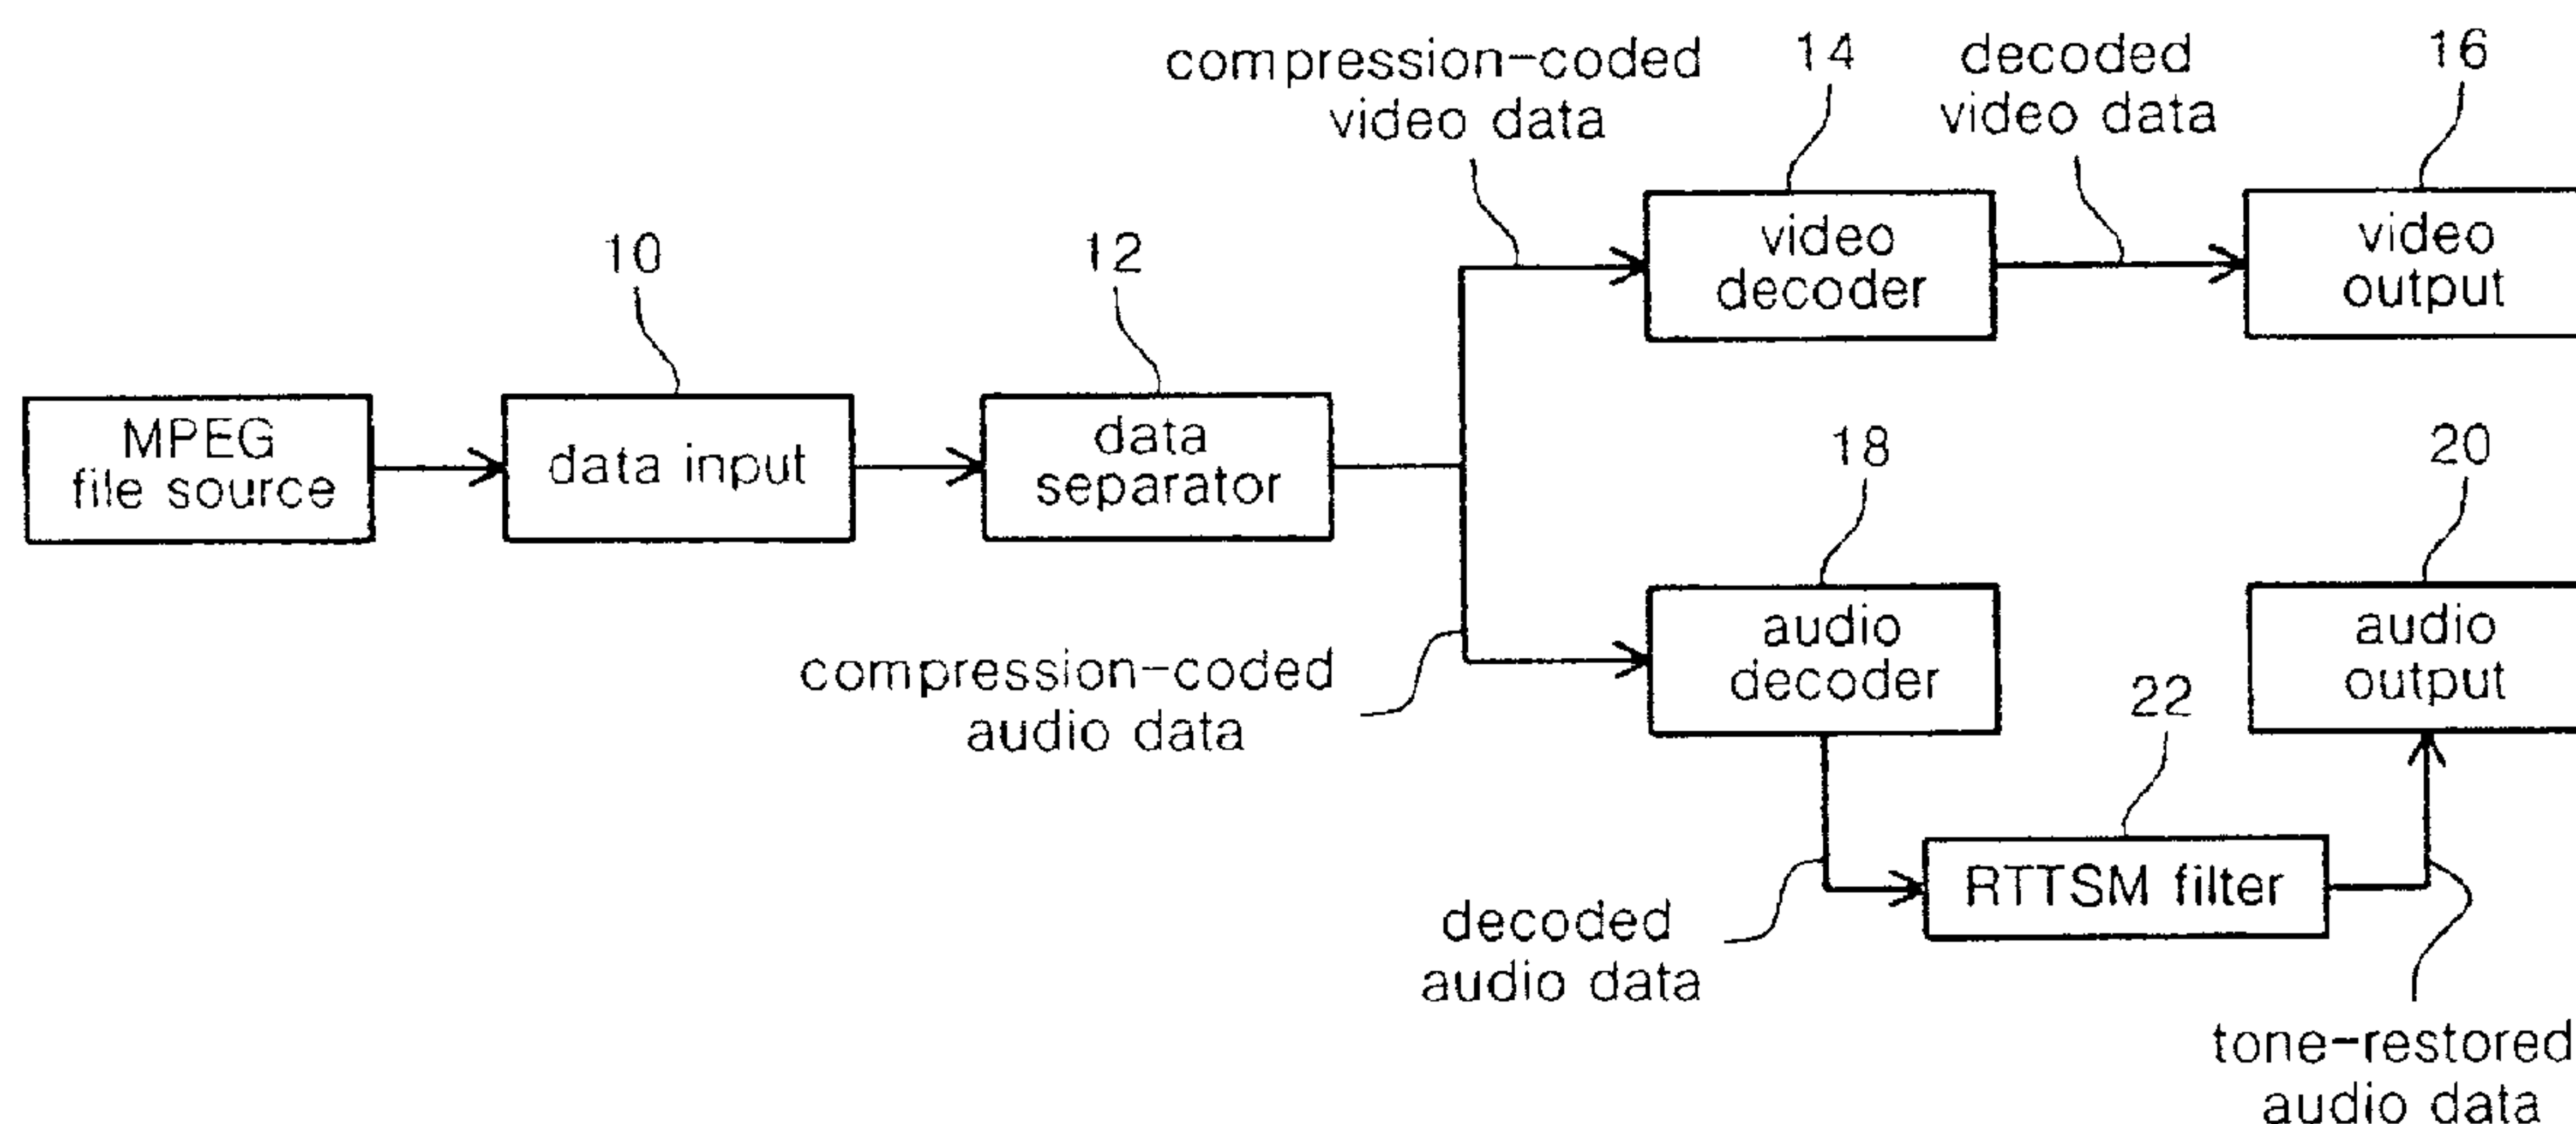 compression-coded
video data
14
decoded
video data
16
10
12
video
decoder
video
output
MPEG
file source
data input
data
separator
18
20
compression-coded
audio data
audio
decoder
audio
output
22
decoded
audio data
RTTSM filter
tone-restored
audio data